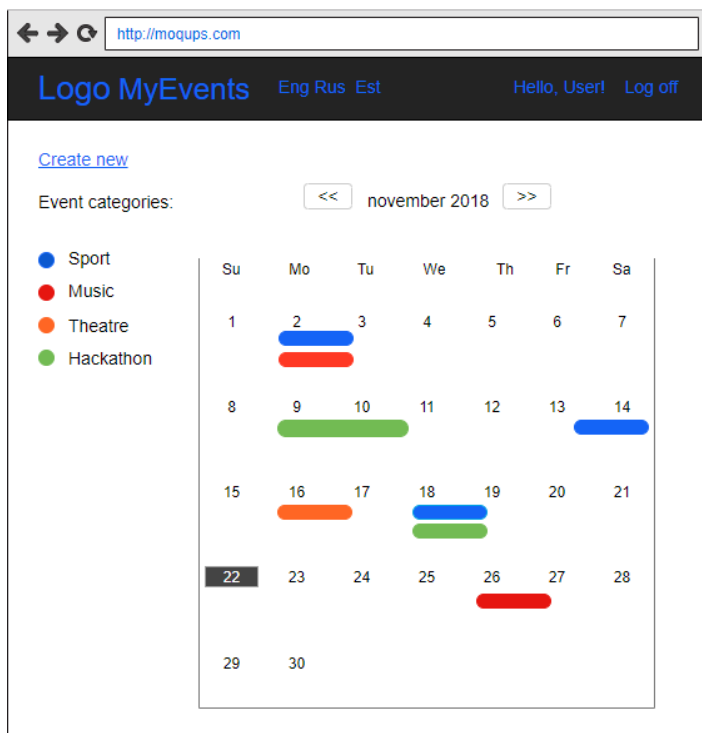 http://moqups.com
Logo MyEvents Eng Rus Est Hello, User! Log off
Create new
Event categories: << november 2018 >>
Sport
Music
Theatre
Hackathon
Su Mo Tu We Th Fr Sa
1 2 3 4 5 6 7
8 9 10 11 12 13 14
15 16 17 18 19 20 21
22 23 24 25 26 27 28
29 30